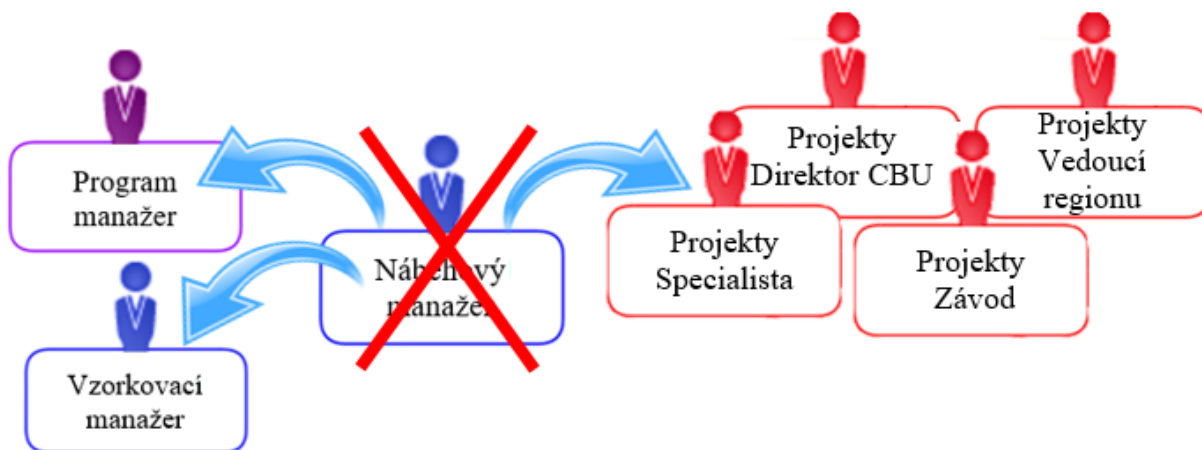 Program
manažer
Vzorkovací
manažer
Náběhový
manažer
Projekty
Specialista
Projekty
Direktor CBU
Projekty
Závod
Projekty
Vedoucí
regionu